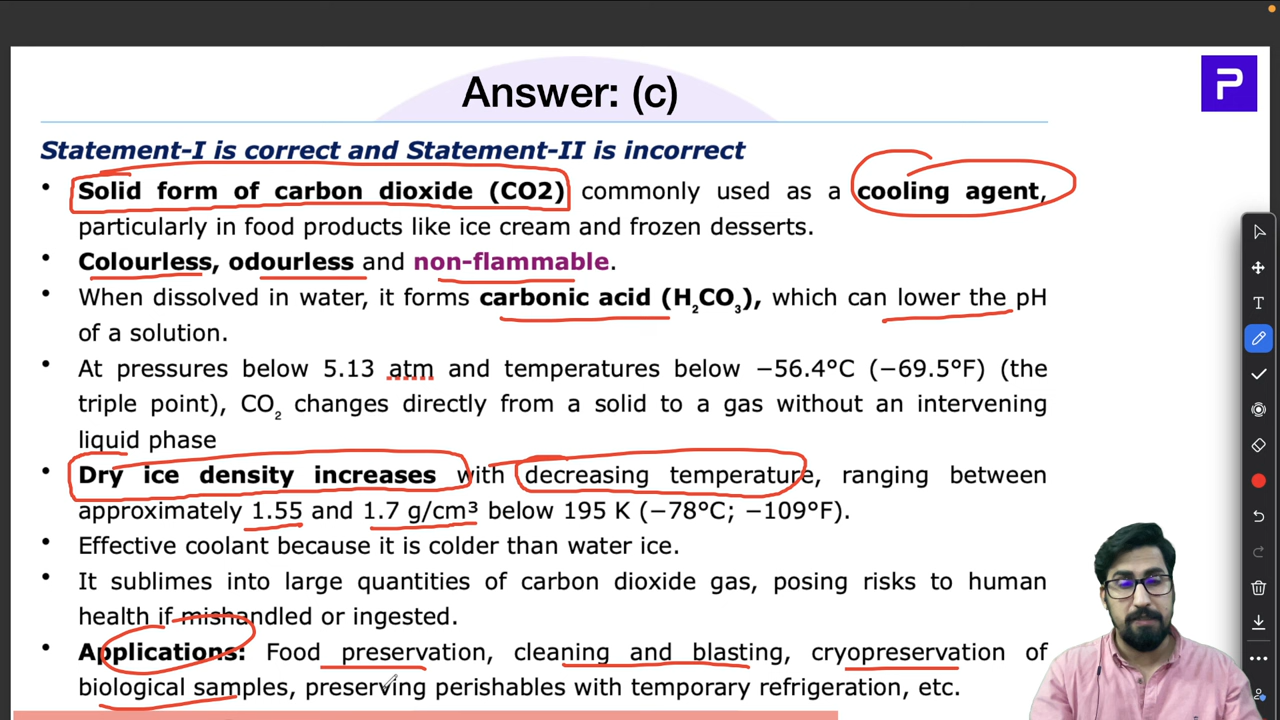 Answer: (c)
P
Statement-I is correct and Statement-II is incorrect
• Solid form of carbon dioxide (CO2) commonly used as a cooling agent,
particularly in food products like ice cream and frozen desserts.
• Colourless, odourless and non-flammable.
• When dissolved in water, it forms carbonic acid (H₂CO₃), which can lower the pH
of a solution.
• At pressures below 5.13 atm and temperatures below −56.4°C (−69.5°F) (the
triple point), CO₂ changes directly from a solid to a gas without an intervening
liquid phase
• Dry ice density increases with decreasing temperature, ranging between
approximately 1.55 and 1.7 g/cm³ below 195 K (−78°C; −109°F).
• Effective coolant because it is colder than water ice.
• It sublimes into large quantities of carbon dioxide gas, posing risks to human
health if mishandled or ingested.
• Applications: Food preservation, cleaning and blasting, cryopreservation of
biological samples, preserving perishables with temporary refrigeration, etc.
T